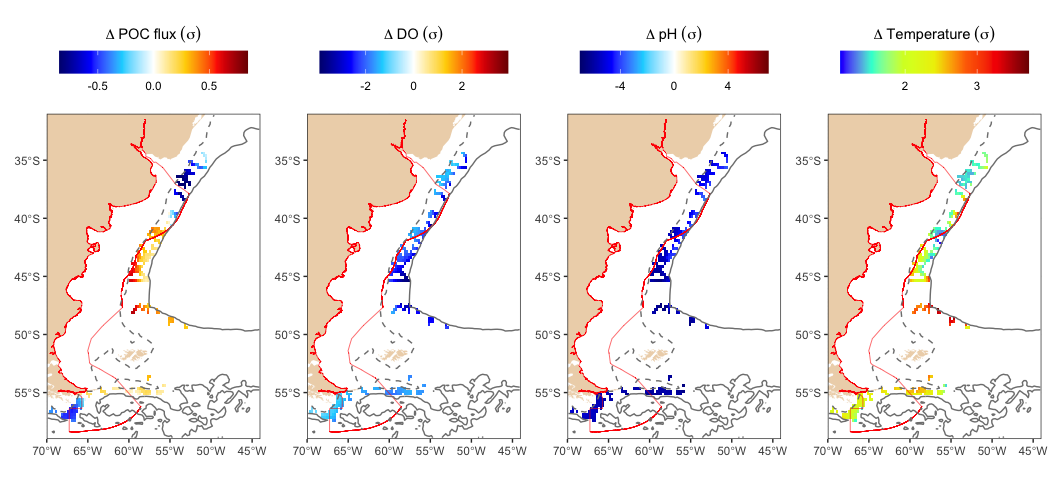 Δ POC flux (σ)
Δ DO (σ)
Δ pH (σ)
Δ Temperature (σ)
-0.5 0.0 0.5
-2 0 2
-4 0 4
2 3
35°S 35°S 35°S 35°S
40°S 40°S 40°S 40°S
45°S 45°S 45°S 45°S
50°S 50°S 50°S 50°S
55°S 55°S 55°S 55°S
70°W 65°W 60°W 55°W 50°W 45°W
70°W 65°W 60°W 55°W 50°W 45°W
70°W 65°W 60°W 55°W 50°W 45°W
70°W 65°W 60°W 55°W 50°W 45°W